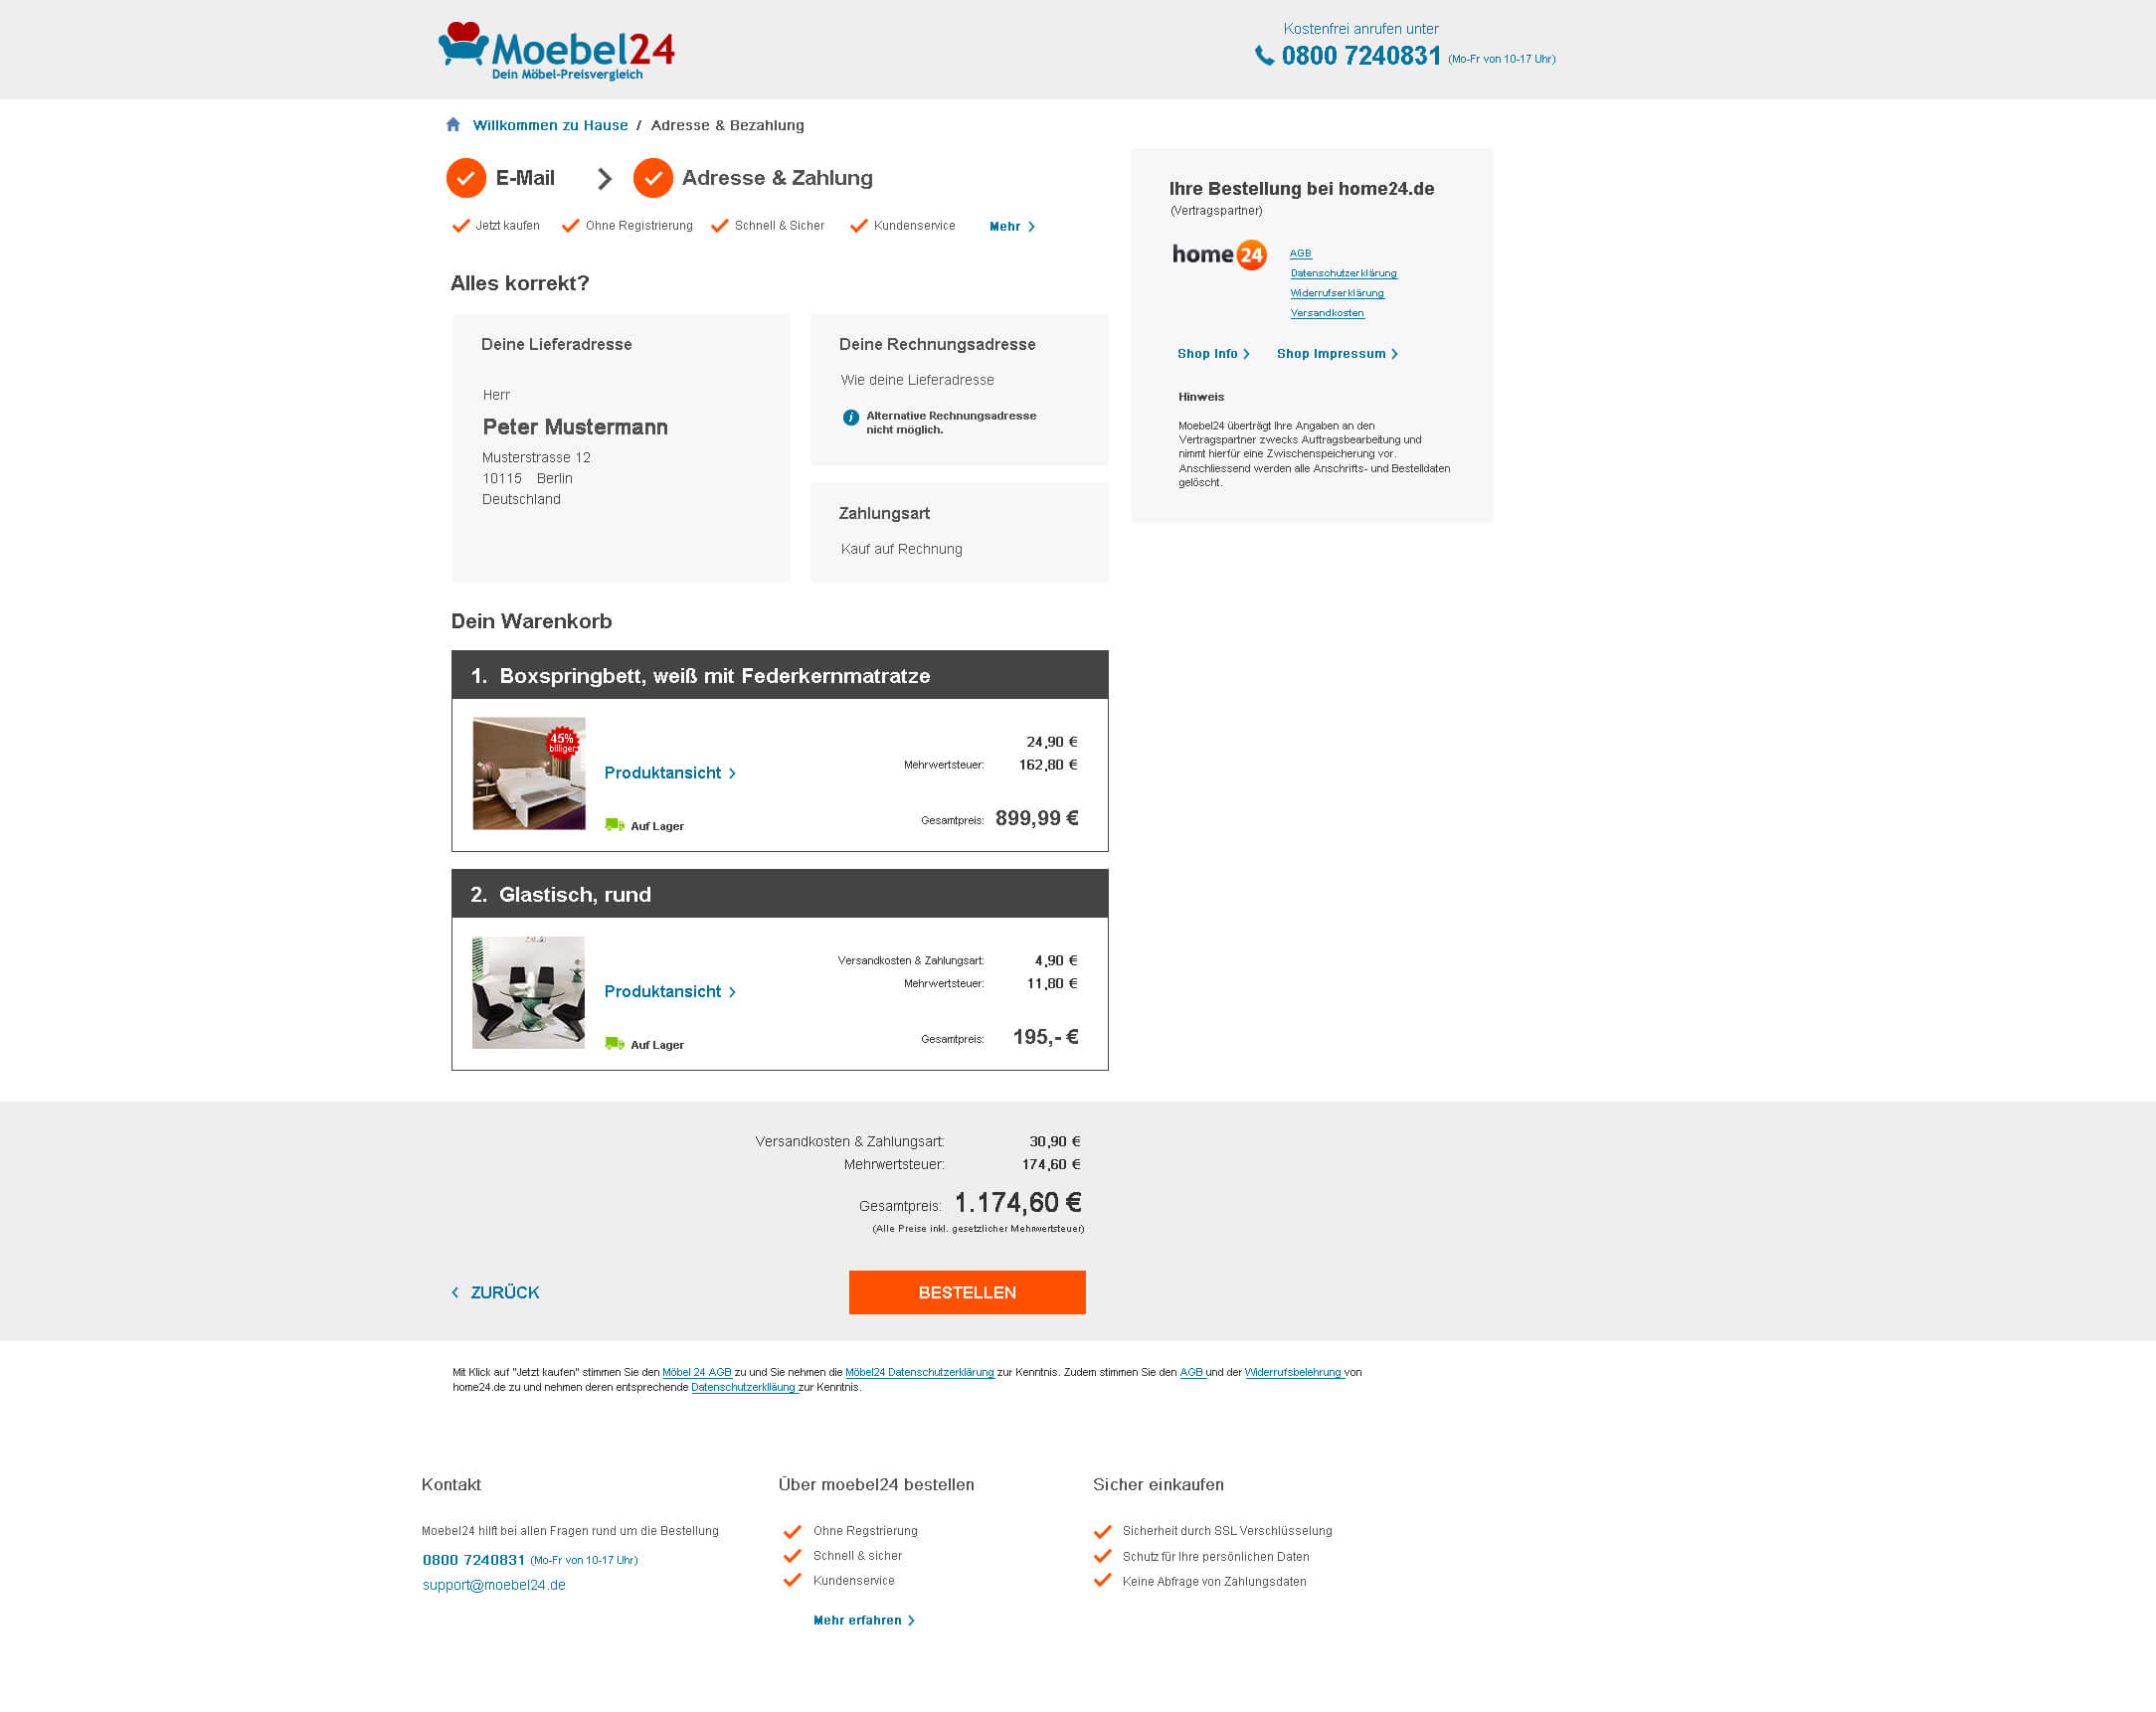 Moebel24
Dein Möbel-Preisvergleich
Kostenfrei anrufen unter
0800 7240831 (Mo-Fr von 10-17 Uhr)
Willkommen zu Hause / Adresse & Bezahlung
E-Mail
Adresse & Zahlung
Jetzt kaufen
Ohne Registrierung
Schnell & Sicher
Kundenservice
Mehr
Alles korrekt?
Deine Lieferadresse
Herr
Peter Mustermann
Musterstrasse 12
10115 Berlin
Deutschland
Deine Rechnungsadresse
Wie deine Lieferadresse
Alternative Rechnungsadresse
nicht möglich.
Zahlungsart
Kauf auf Rechnung
Ihre Bestellung bei home24.de
(Vertragspartner)
home24
AGB
Datenschutzerklärung
Widerrufserklärung
Versandkosten
Shop Info
Shop Impressum
Hinweis
Moebel24 überträgt Ihre Angaben an den
Vertragspartner zwecks Auftragsbearbeitung und
nimmt hierfür eine Zwischenspeicherung vor.
Anschliessend werden alle Anschrifts- und Bestelldaten
gelöscht.
Dein Warenkorb
1. Boxspringbett, weiß mit Federkernmatratze
45%
billiger
Produktansicht
Auf Lager
24,90 €
Mehrwertsteuer: 162,80 €
Gesamtpreis: 899,99 €
2. Glastisch, rund
Produktansicht
Auf Lager
Versandkosten & Zahlungsart: 4,90 €
Mehrwertsteuer: 11,80 €
Gesamtpreis: 195,- €
Versandkosten & Zahlungsart: 30,90 €
Mehrwertsteuer: 174,60 €
Gesamtpreis: 1.174,60 €
(Alle Preise inkl. gesetzlicher Mehrwertsteuer)
ZURÜCK
BESTELLEN
Mit Klick auf "Jetzt kaufen" stimmen Sie den Möbel 24 AGB zu und Sie nehmen die Möbel24 Datenschutzerklärung zur Kenntnis. Zudem stimmen Sie den AGB und der Widerrufsbelehrung von
home24.de zu und nehmen deren entsprechende Datenschutzerklläung zur Kenntnis.
Kontakt
Moebel24 hilft bei allen Fragen rund um die Bestellung
0800 7240831 (Mo-Fr von 10-17 Uhr)
support@moebel24.de
Über moebel24 bestellen
Ohne Regstrierung
Schnell & sicher
Kundenservice
Mehr erfahren
Sicher einkaufen
Sicherheit durch SSL Verschlüsselung
Schutz für Ihre persönlichen Daten
Keine Abfrage von Zahlungsdaten